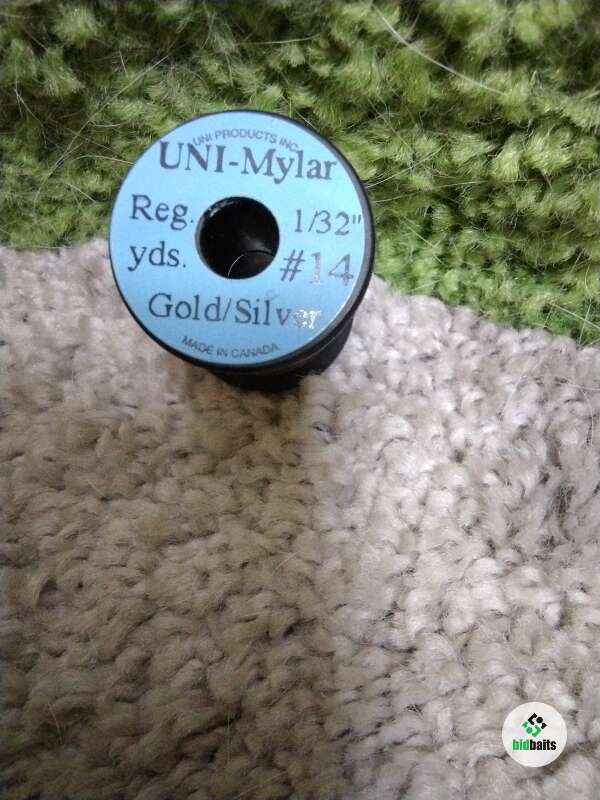 UNI PRODUCTS INC.
UNI-Mylar
Reg. 1/32"
yds. #14
Gold/Silver
MADE IN CANADA
bidbaits